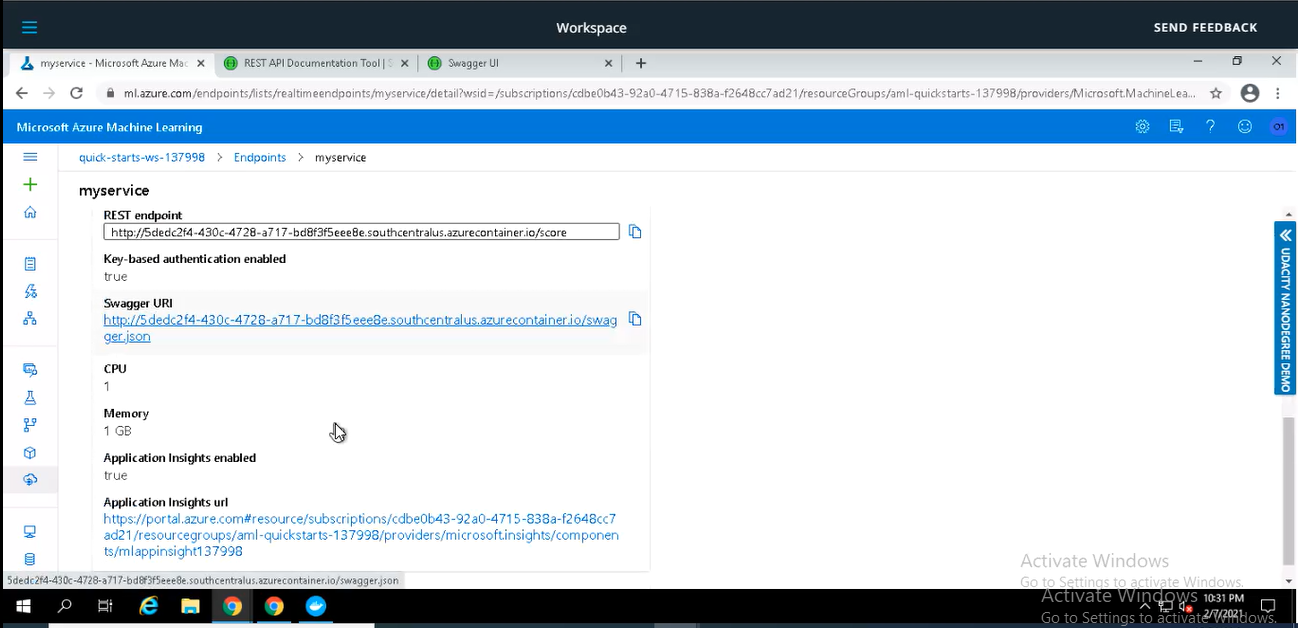 Workspace
SEND FEEDBACK
myservice - Microsoft Azure Mac
REST API Documentation Tool | S
Swagger UI
ml.azure.com/endpoints/lists/realtimeendpoints/myservice/detail?wsid=/subscriptions/cdbe0b43-92a0-4715-838a-f2648cc7ad21/resourceGroups/aml-quickstarts-137998/providers/Microsoft.MachineLea...
Microsoft Azure Machine Learning
O1
quick-starts-ws-137998 > Endpoints > myservice
myservice
REST endpoint
http://5dedc2f4-430c-4728-a717-bd8f3f5eee8e.southcentralus.azurecontainer.io/score
Key-based authentication enabled
true
Swagger URI
http://5dedc2f4-430c-4728-a717-bd8f3f5eee8e.southcentralus.azurecontainer.io/swag
ger.json
CPU
1
Memory
1 GB
Application Insights enabled
true
Application Insights url
https://portal.azure.com#resource/subscriptions/cdbe0b43-92a0-4715-838a-f2648cc7
ad21/resourcegroups/aml-quickstarts-137998/providers/microsoft.insights/componen
ts/mlappinsight137998
UDACITY NANODEGREE DEMO
5dedc2f4-430c-4728-a717-bd8f3f5eee8e.southcentralus.azurecontainer.io/swagger.json
Activate Windows
Go to Settings to activate Windows.
Activate Windows
Go to Settings to activate Windows.
10:31 PM
2/7/2021